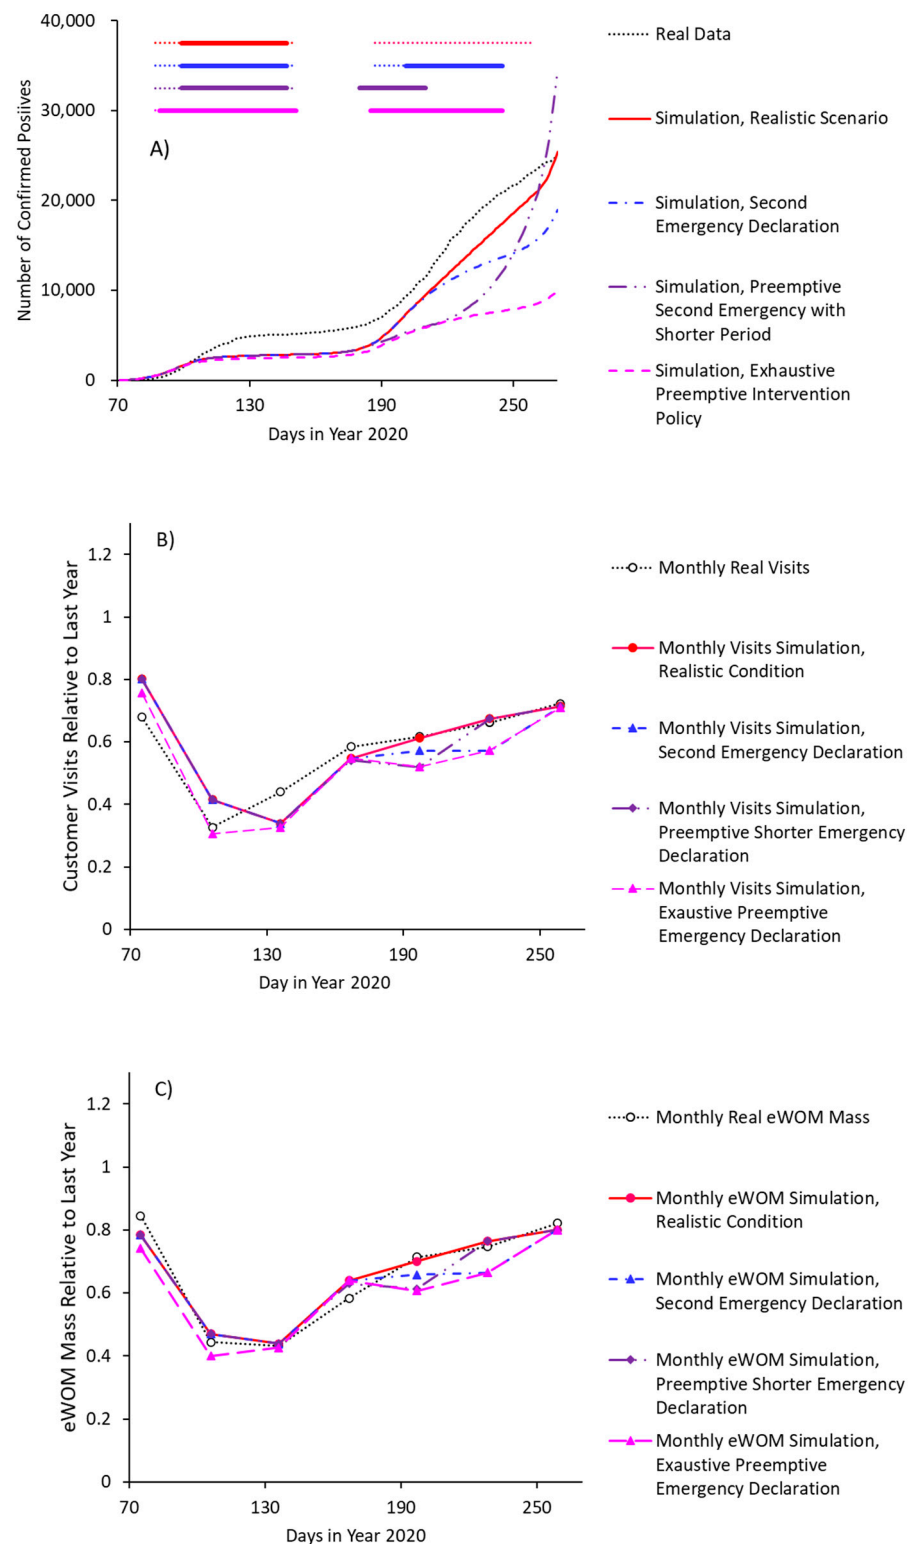 40,000
30,000
20,000
10,000
0
Number of Confirmed Posiives
A)
70
130
190
250
Days in Year 2020
Real Data
Simulation, Realistic Scenario
Simulation, Second
Emergency Declaration
Simulation, Preemptive
Second Emergency with
Shorter Period
Simulation, Exhaustive
Preemptive Intervention
Policy
B)
1.2
1
0.8
0.6
0.4
0.2
0
Customer Visits Relative to Last Year
70
130
190
250
Day in Year 2020
Monthly Real Visits
Monthly Visits Simulation,
Realistic Condition
Monthly Visits Simulation,
Second Emergency Declaration
Monthly Visits Simulation,
Preemptive Shorter Emergency
Declaration
Monthly Visits Simulation,
Exaustive Preemptive
Emergency Declaration
C)
1.2
1
0.8
0.6
0.4
0.2
0
eWOM Mass Relative to Last Year
70
130
190
250
Days in Year 2020
Monthly Real eWOM Mass
Monthly eWOM Simulation,
Realistic Condition
Monthly eWOM Simulation,
Second Emergency Declaration
Monthly eWOM Simulation,
Preemptive Shorter Emergency
Declaration
Monthly eWOM Simulation,
Exaustive Preemptive
Emergency Declaration